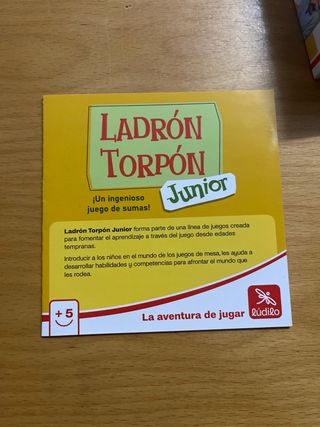 LADRÓN
TORPÓN
Junior
¡Un ingenioso
juego de sumas!
Ladrón Torpón Junior forma parte de una línea de juegos creada
para fomentar el aprendizaje a través del juego desde edades
tempranas.
Introducir a los niños en el mundo de los juegos de mesa, les ayuda a
desarrollar habilidades y competencias para afrontar el mundo que
les rodea.
+5
La aventura de jugar
lúdilo